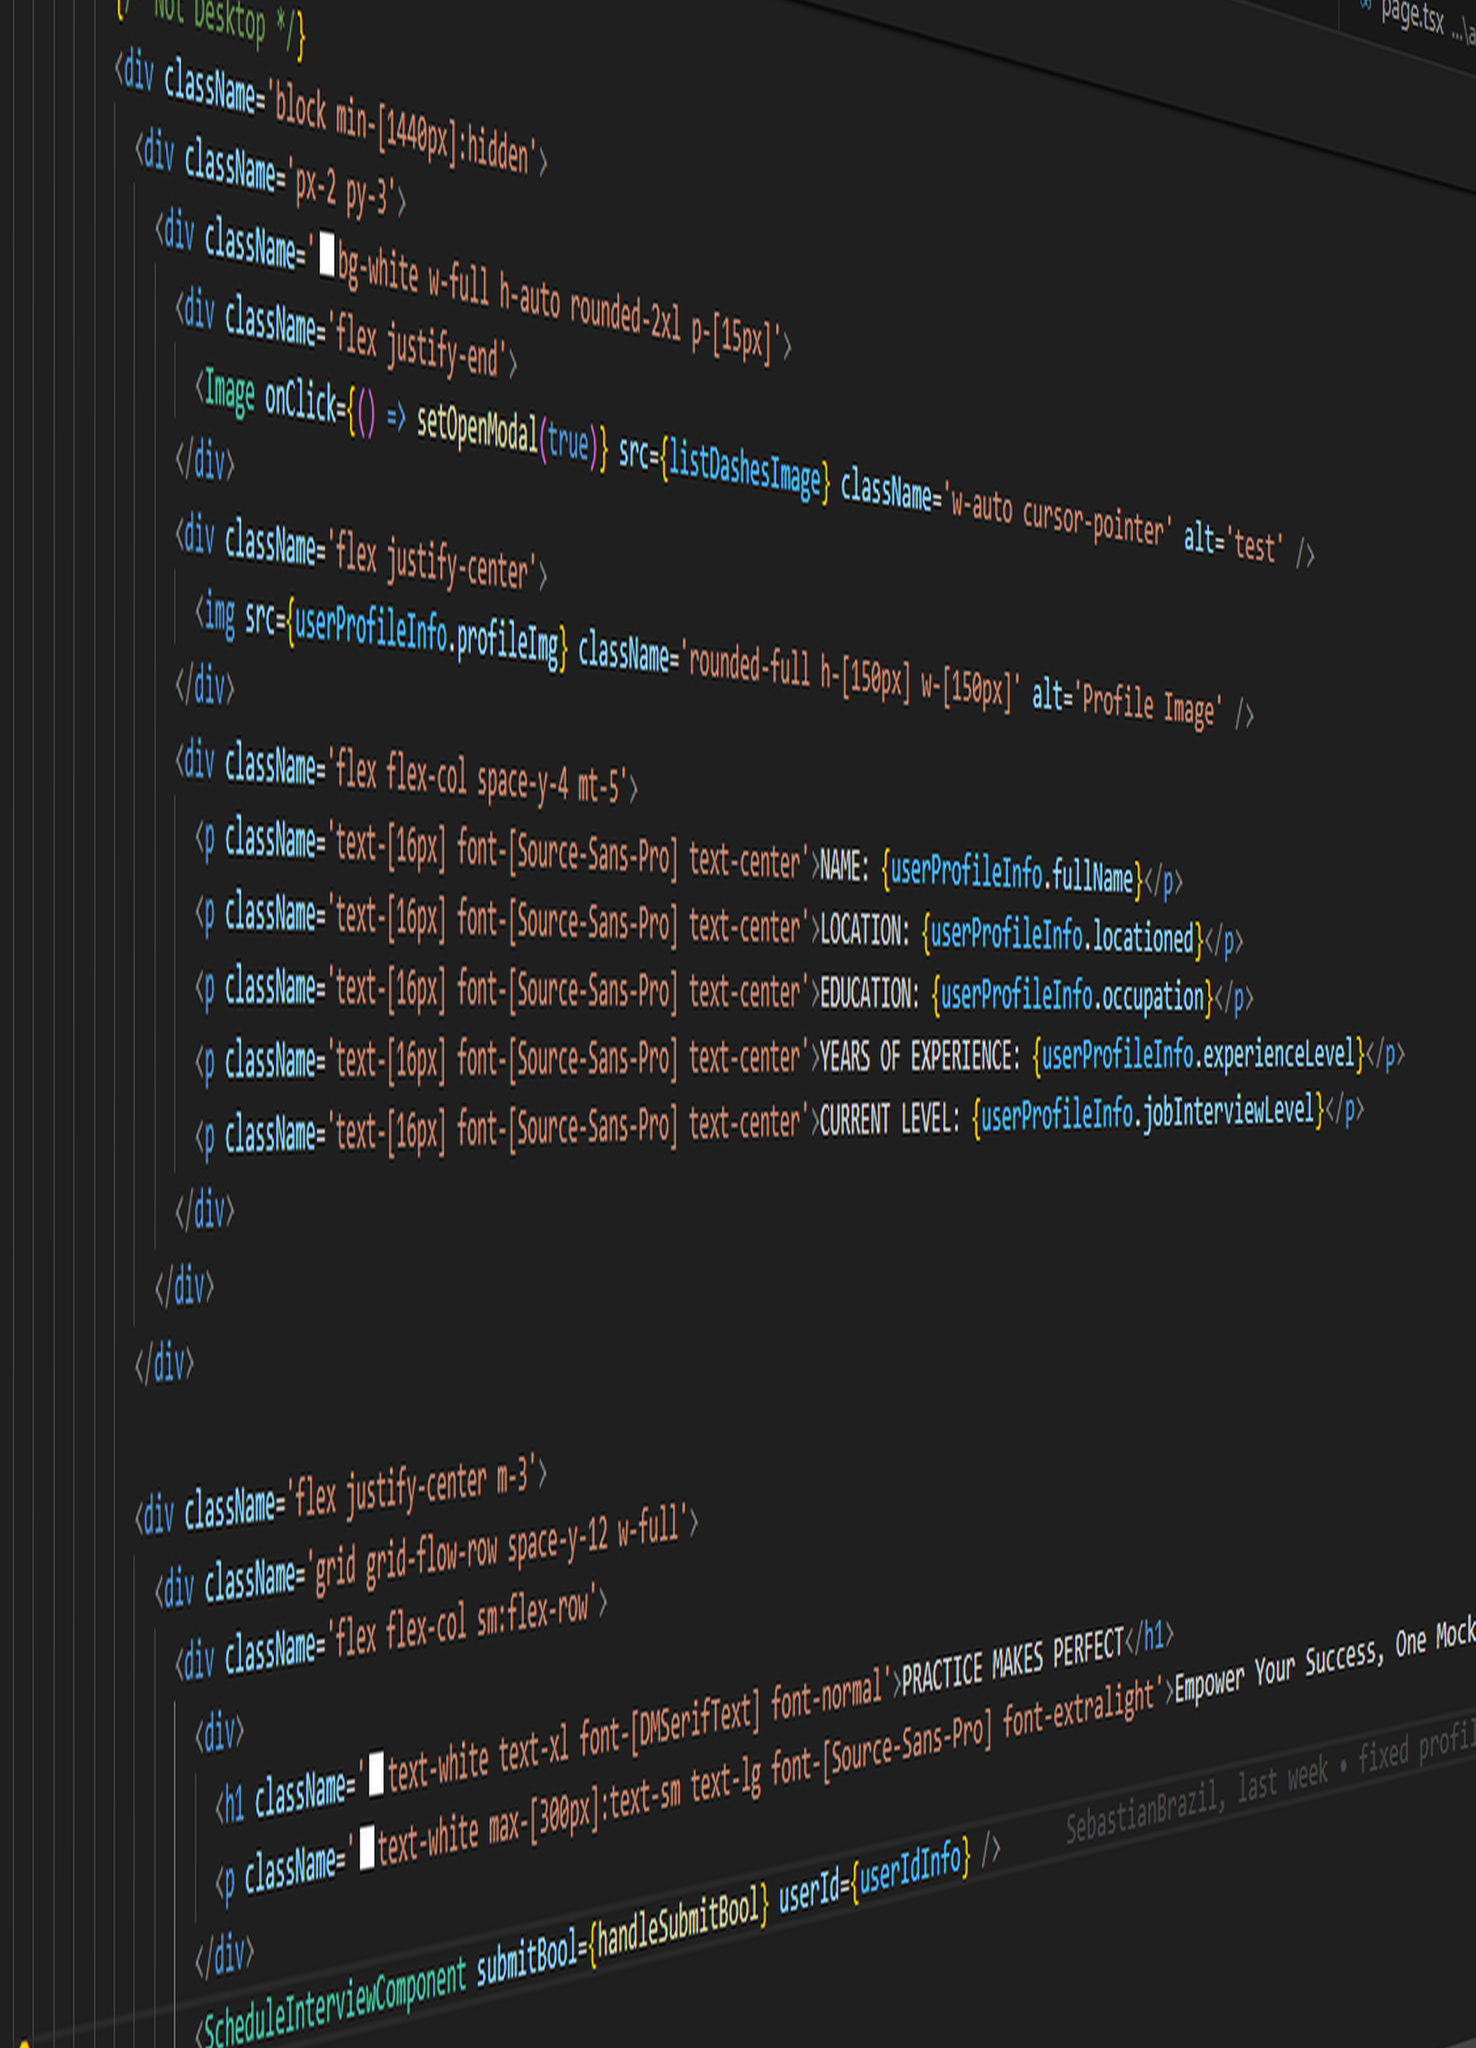 page.tsx ...\a
{/* Not Desktop */}
<div className='block min-[1440px]:hidden'>
<div className='px-2 py-3'>
<div className='bg-white w-full h-auto rounded-2xl p-[15px]'>
<div className='flex justify-end'>
<Image onClick={() => setOpenModal(true)} src={listDashesImage} className='w-auto cursor-pointer' alt='test' />
</div>
<div className='flex justify-center'>
<img src={userProfileInfo.profileImg} className='rounded-full h-[150px] w-[150px]' alt='Profile Image' />
</div>
<div className='flex flex-col space-y-4 mt-5'>
<p className='text-[16px] font-[Source-Sans-Pro] text-center'>NAME: {userProfileInfo.fullName}</p>
<p className='text-[16px] font-[Source-Sans-Pro] text-center'>LOCATION: {userProfileInfo.locationed}</p>
<p className='text-[16px] font-[Source-Sans-Pro] text-center'>EDUCATION: {userProfileInfo.occupation}</p>
<p className='text-[16px] font-[Source-Sans-Pro] text-center'>YEARS OF EXPERIENCE: {userProfileInfo.experienceLevel}</p>
<p className='text-[16px] font-[Source-Sans-Pro] text-center'>CURRENT LEVEL: {userProfileInfo.jobInterviewLevel}</p>
</div>
</div>
</div>
<div className='flex justify-center m-3'>
<div className='grid grid-flow-row space-y-12 w-full'>
<div className='flex flex-col sm:flex-row'>
<div>
<h1 className='text-white text-xl font-[DMSerifText] font-normal'>PRACTICE MAKES PERFECT</h1>
<p className='text-white max-[300px]:text-sm text-lg font-[Source-Sans-Pro] font-extralight'>Empower Your Success, One Mock
</div>
<ScheduleInterviewComponent submitBool={handleSubmitBool} userId={userIdInfo} /> SebastianBrazil, last week • fixed profil